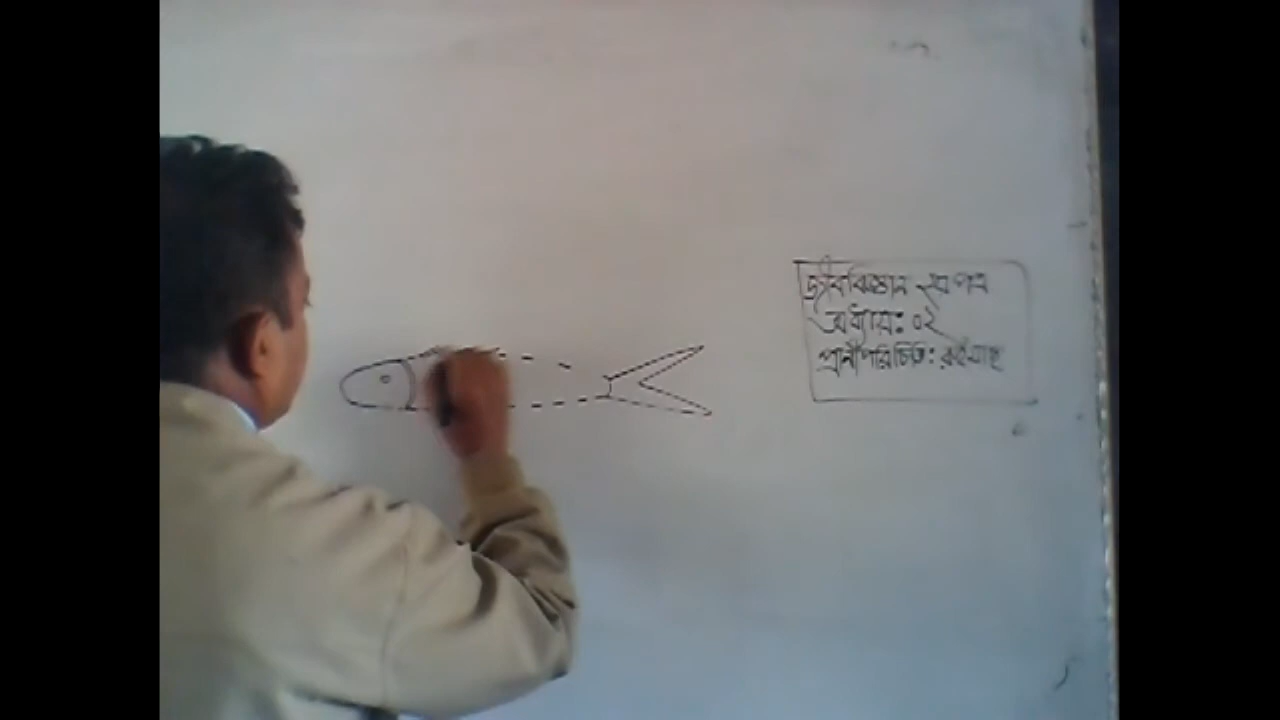 জীববিজ্ঞান ২য় পত্র
অধ্যায়ঃ ০২
প্রানীপরিচিতি: রুইমাছ